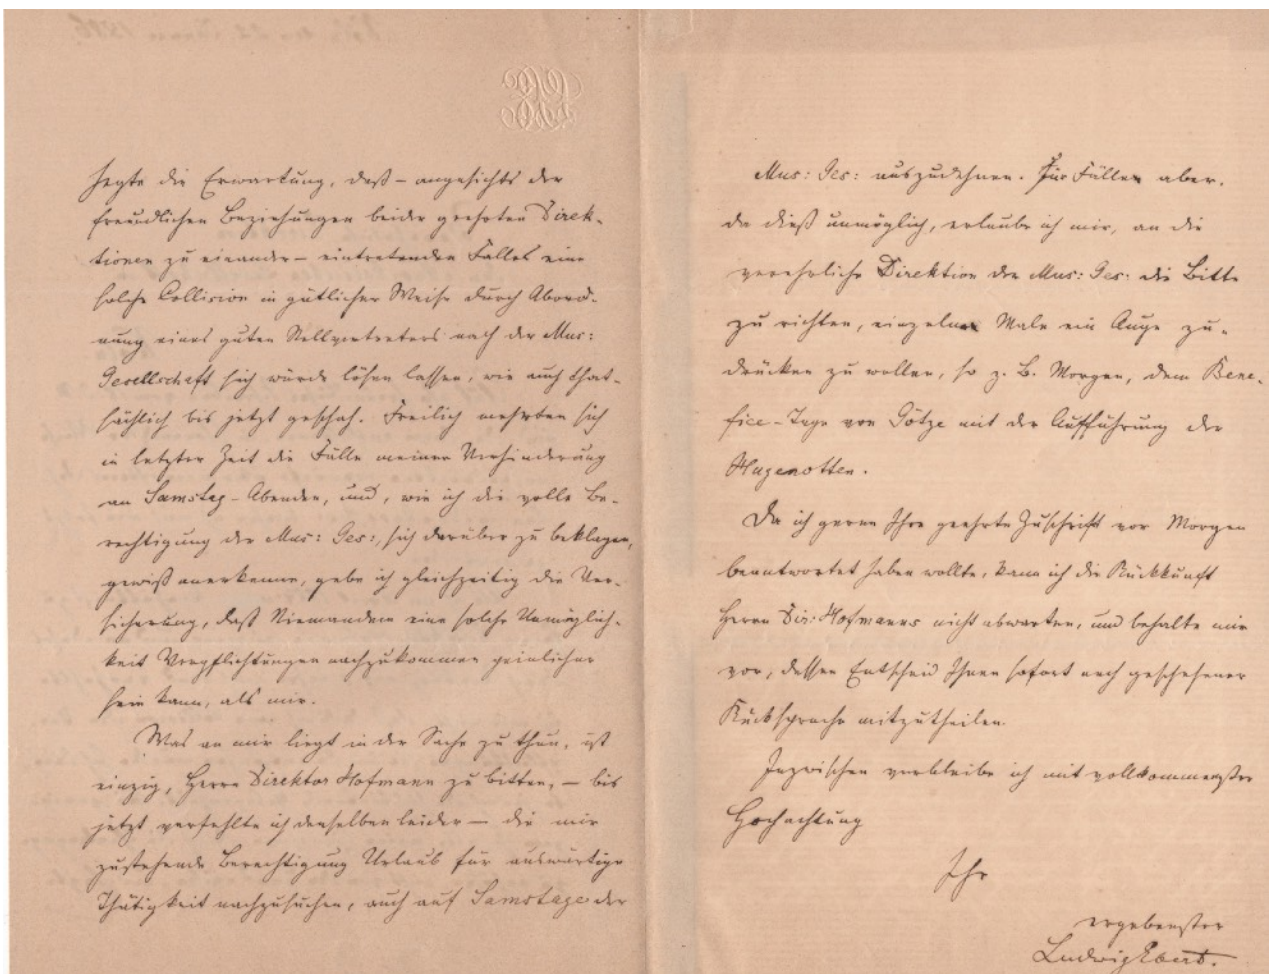 hegte die Erwartung, daß – angesichts der
freundlichen Beziehungen beider geehrten Direk-
tionen zu einander – eintretenden Falles eine
solche Collision in gütlicher Weise durch Abord-
nung eines guten Stellvertreters nach der Mus:
Gesellschaft sich würde lösen lassen, wie auch that-
sächlich bis jetzt geschah. Freilich mehrten sich
in letzter Zeit die Fälle meiner Verhinderung
an Samstag-Abenden, und, wie ich die volle Be-
rechtigung der Mus: Ges:, sich darüber zu beklagen,
gewiß anerkenne, gebe ich gleichzeitig die Ver-
sicherung, daß Niemandem eine solche Unmöglich-
keit Verpflichtungen nachzukommen peinlicher
sein kann, als mir.
Was an mir liegt in der Sache zu thun, ist
einzig, Herrn Direktor Hofmann zu bitten, – bis
jetzt verfehlte ich denselben leider – die mir
zustehende Berechtigung Urlaub für auswärtige
Thätigkeit nachzusuchen, auch auf Samstage der
Mus: Ges: auszudehnen. Für Fälle aber,
da dieß unmöglich, erlaube ich mir, an die
verehrliche Direktion der Mus: Ges: die Bitte
zu richten, einzelne Male ein Auge zu-
drücken zu wollen, so z. B. Morgen, dem Bene-
fice-Tage von Götze mit der Aufführung der
Hugenotten.
Da ich gerne Ihre geehrte Zuschrift vor Morgen
beantwortet haben wollte, kann ich die Rückkunft
Herrn Dir: Hofmanns nicht abwarten, und behalte mir
vor, dessen Entscheid Ihnen sofort nach geschehener
Rücksprache mitzutheilen.
Inzwischen verbleibe ich mit vollkommenster
Hochachtung
Ihr
ergebenster
Ludwig Ebert.